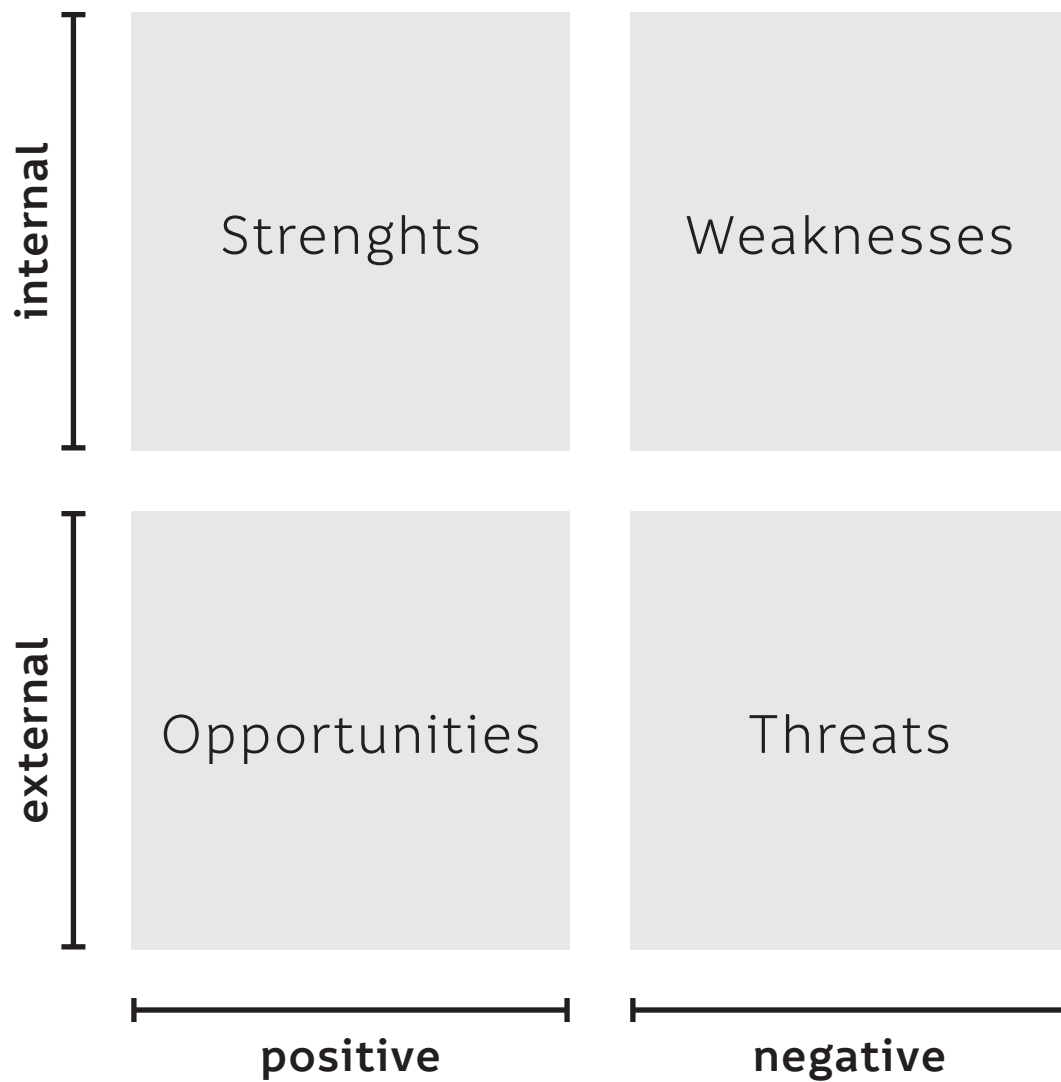 internal
Strenghts
Weaknesses
external
Opportunities
Threats
positive
negative